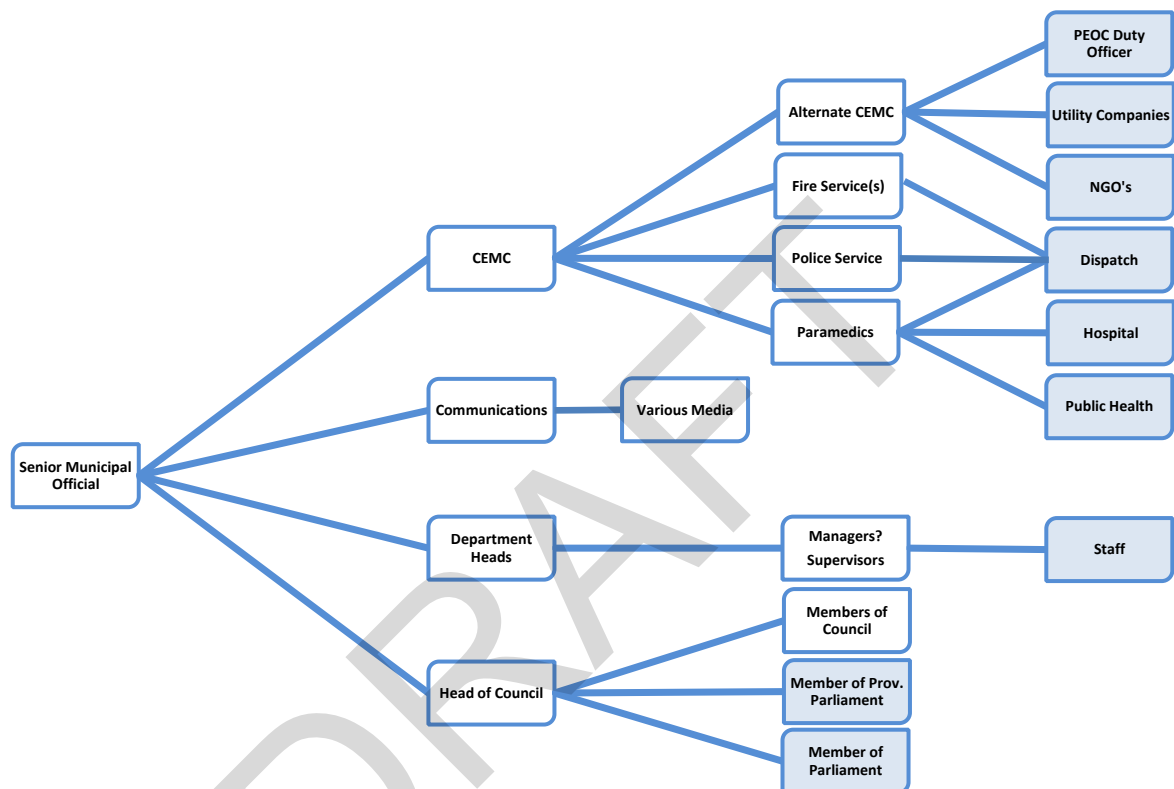 PEOC Duty
Officer
Alternate CEMC
Utility Companies
Fire Service(s)
NGO's
CEMC
Police Service
Dispatch
Paramedics
Hospital
Communications
Various Media
Public Health
Senior Municipal
Official
Department
Heads
Managers?
Supervisors
Staff
Members of
Council
Head of Council
Member of Prov.
Parliament
Member of
Parliament
DRAFT